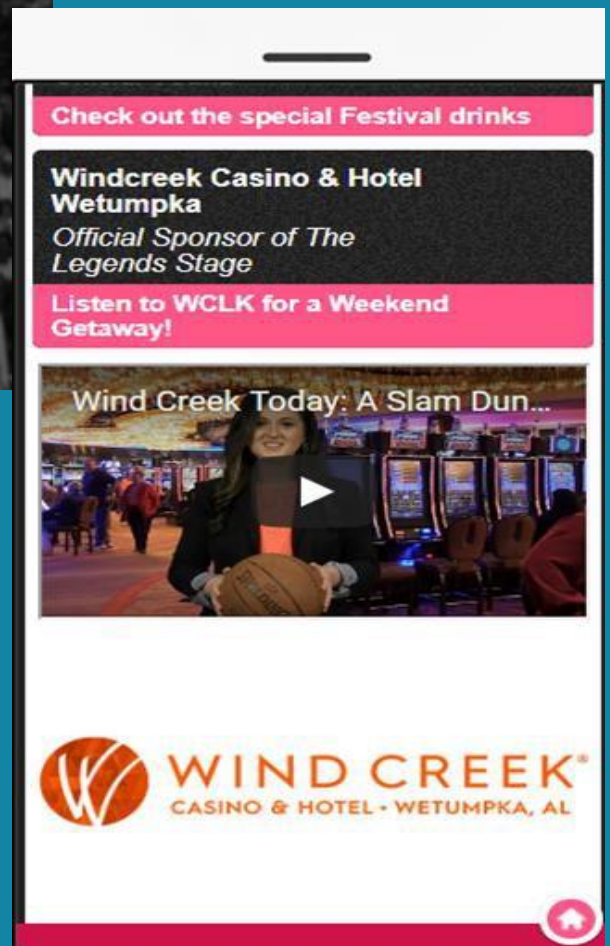 Check out the special Festival drinks
Windcreek Casino & Hotel
Wetumpka
Official Sponsor of The
Legends Stage
Listen to WCLK for a Weekend
Getaway!
Wind Creek Today: A Slam Dun...
SPALDING
W WIND CREEK®
CASINO & HOTEL • WETUMPKA, AL